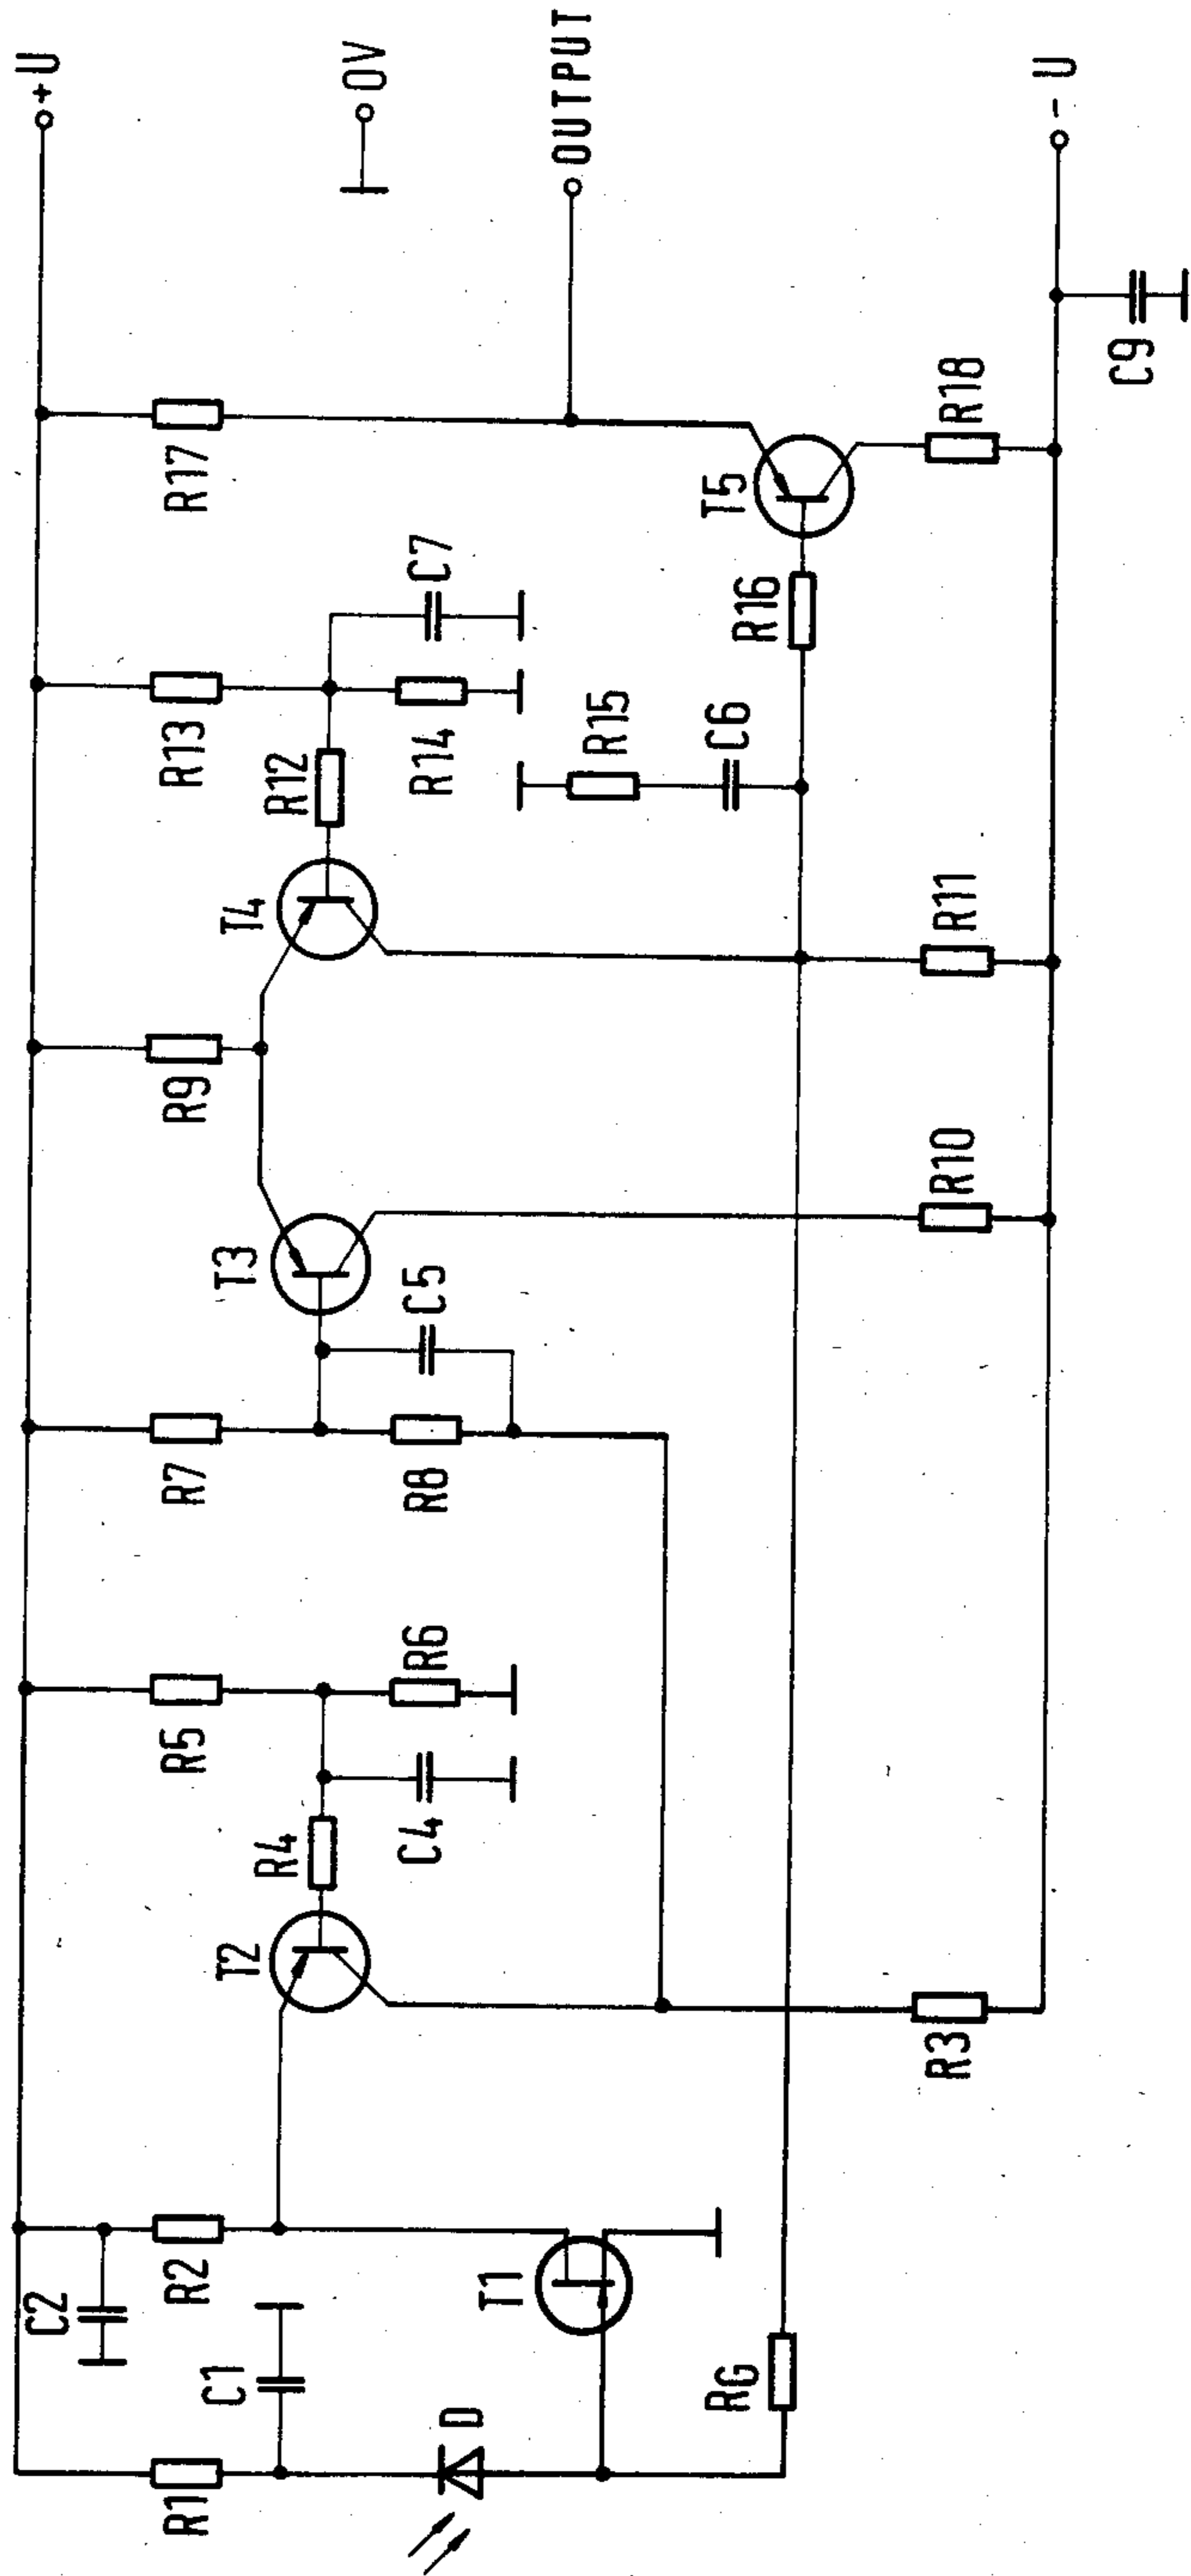 +U
0V
OUTPUT
- U
R1
C1
C2
R2
D
T1
RG
T2
R4
C4
R5
R6
R3
R7
R8
C5
T3
R9
R10
T4
R12
R13
R14
C7
R15
C6
R11
R16
R17
T5
R18
C9